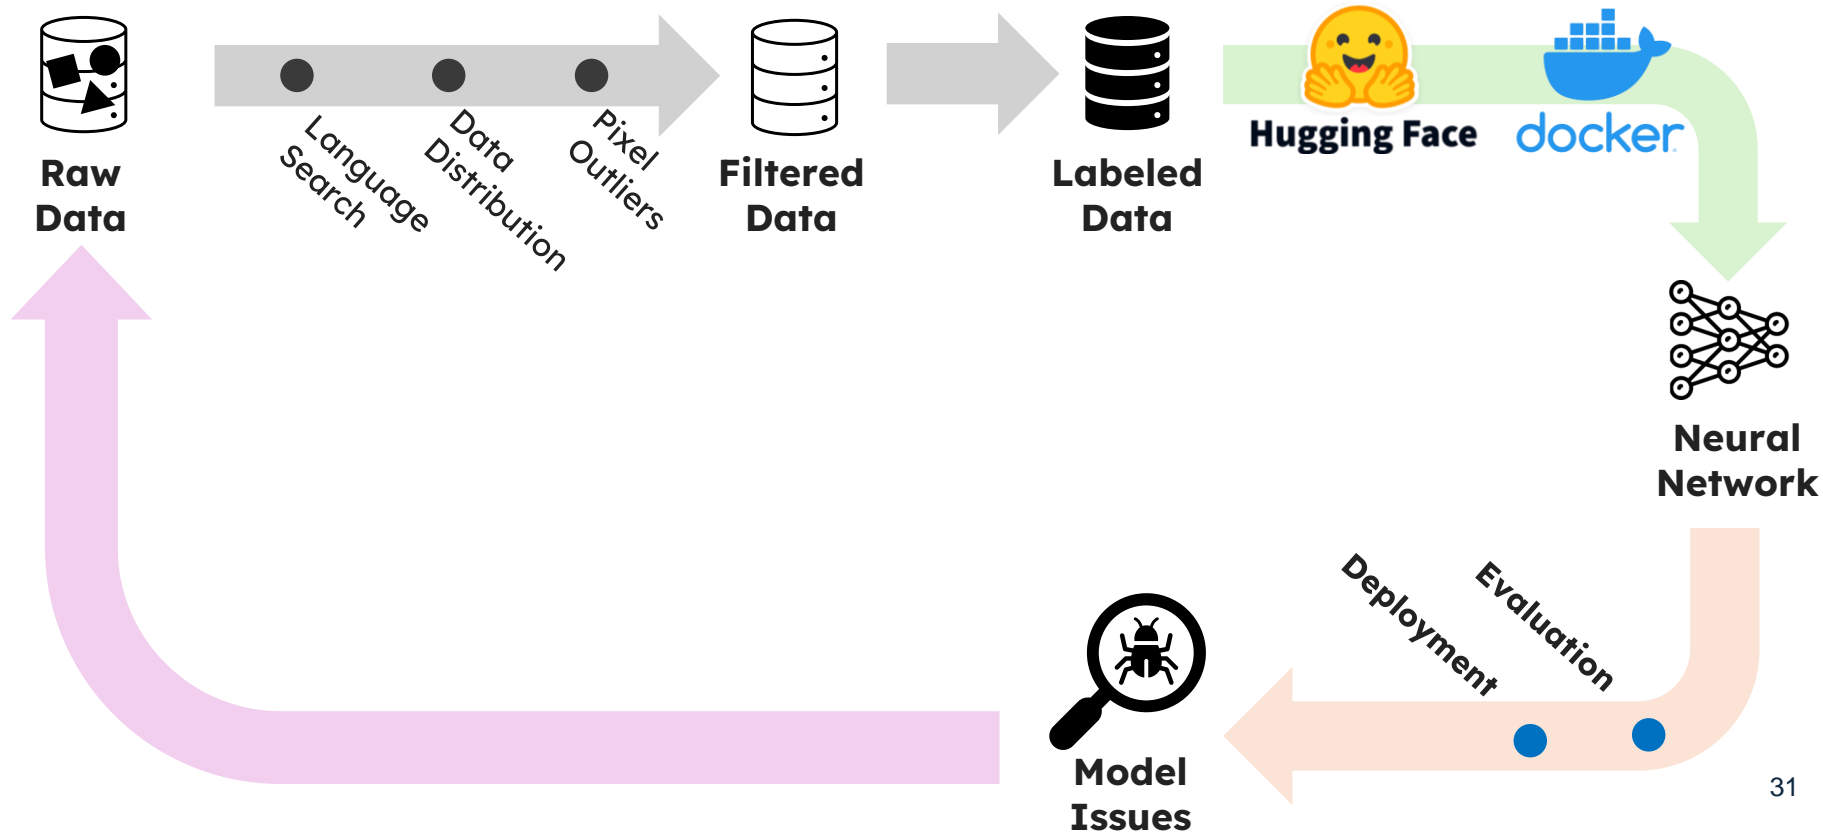 Raw
Data
Language
Search
Data
Distribution
Pixel
Outliers
Filtered
Data
Labeled
Data
Hugging Face
docker
Neural
Network
Evaluation
Deployment
Model
Issues
31